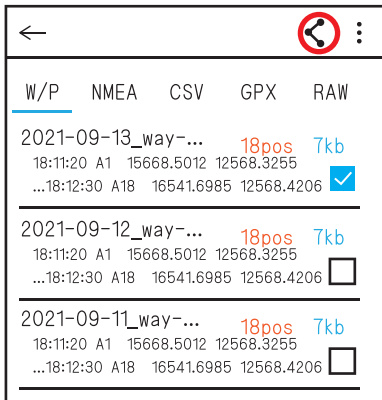 W/P NMEA CSV GPX RAW
2021-09-13_way-... 18pos 7kb
18:11:20 A1 15668.5012 12568.3255
...18:12:30 A18 16541.6985 12568.4206
2021-09-12_way-... 18pos 7kb
18:11:20 A1 15668.5012 12568.3255
...18:12:30 A18 16541.6985 12568.4206
2021-09-11_way-... 18pos 7kb
18:11:20 A1 15668.5012 12568.3255
...18:12:30 A18 16541.6985 12568.4206